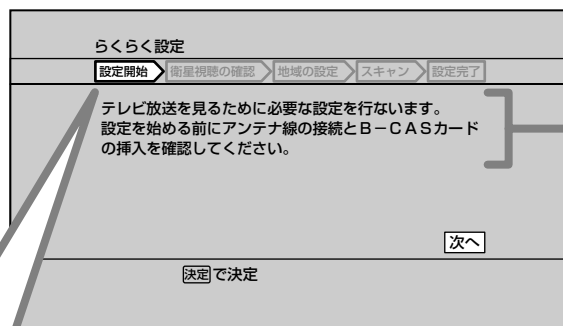 らくらく設定
設定開始 衛星視聴の確認 地域の設定 スキャン 設定完了
テレビ放送を見るために必要な設定を行ないます。
設定を始める前にアンテナ線の接続とB－CASカード
の挿入を確認してください。
次へ
決定で決定